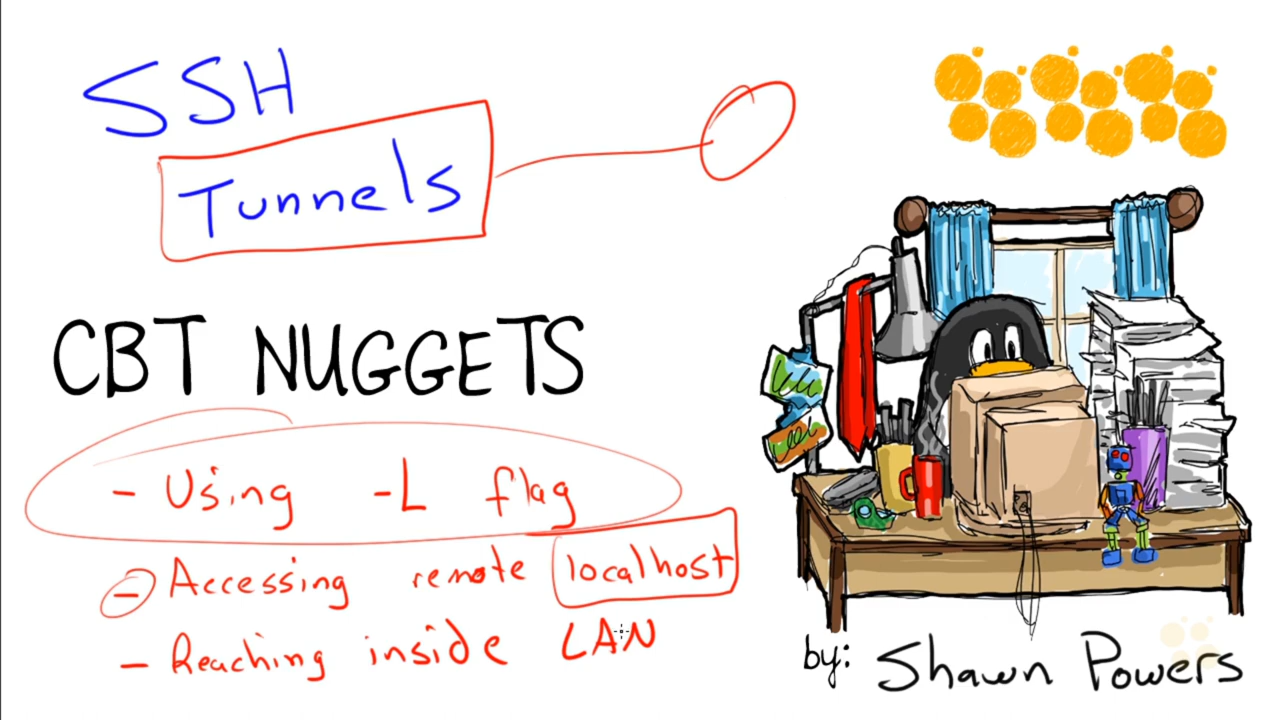 SSH
Tunnels
CBT NUGGETS
- Using -L flag
- Accessing remote localhost
- Reaching inside LAN
by: Shawn Powers